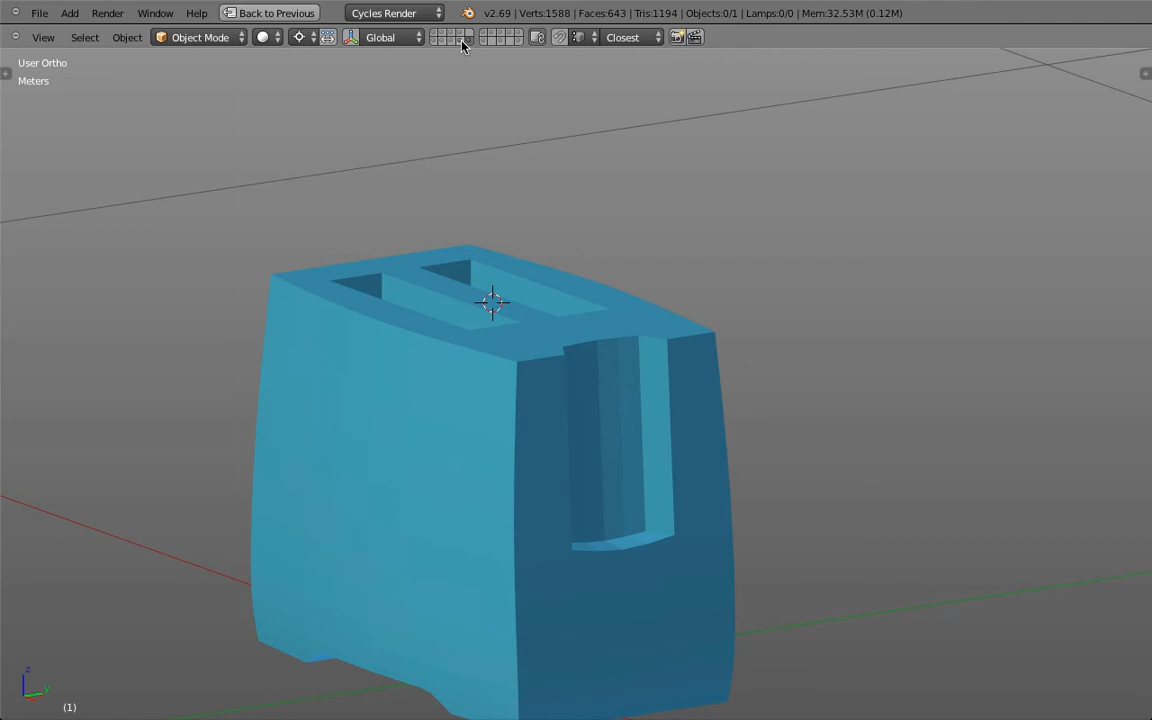 File Add Render Window Help Back to Previous Cycles Render v2.69 | Verts:1588 | Faces:643 | Tris:1194 | Objects:0/1 | Lamps:0/0 | Mem:32.53M (0.12M)
View Select Object Object Mode Global Closest
User Ortho
Meters
z
y
(1)